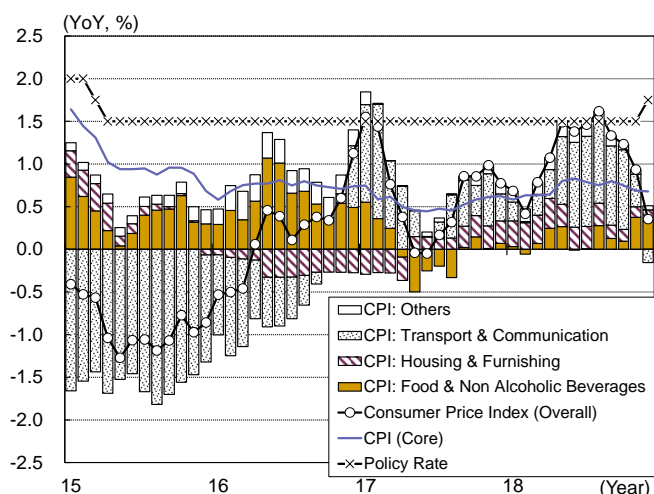 (YoY, %)
2.5
2.0
1.5
1.0
0.5
0.0
-0.5
-1.0
-1.5
-2.0
-2.5
CPI: Others
CPI: Transport & Communication
CPI: Housing & Furnishing
CPI: Food & Non Alcoholic Beverages
Consumer Price Index (Overall)
CPI (Core)
Policy Rate
15 16 17 18 (Year)